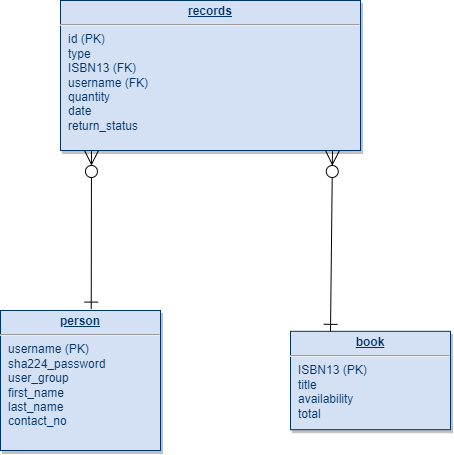 records
id (PK)
type
ISBN13 (FK)
username (FK)
quantity
date
return_status
person
username (PK)
sha224_password
user_group
first_name
last_name
contact_no
book
ISBN13 (PK)
title
availability
total